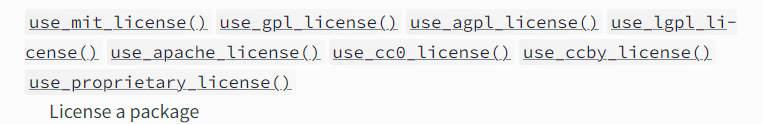 use_mit_license() use_gpl_license() use_agpl_license() use_lgpl_li-
cense() use_apache_license() use_cc0_license() use_ccby_license()
use_proprietary_license()
License a package